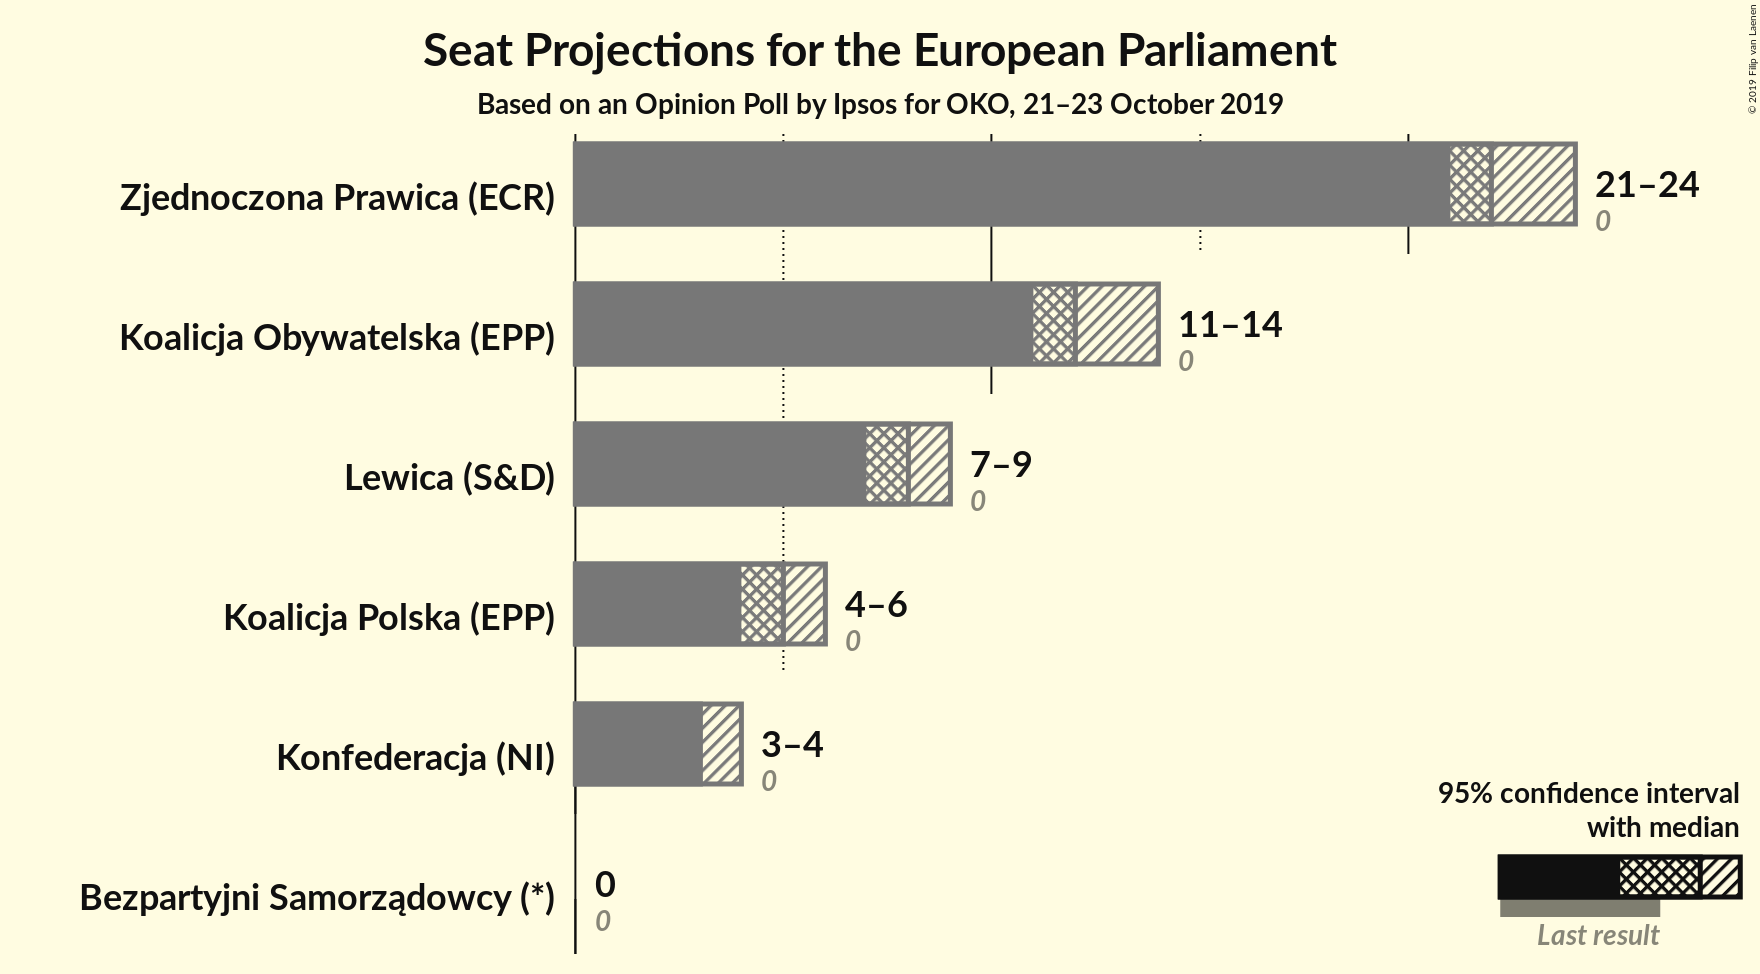 Seat Projections for the European Parliament
Based on an Opinion Poll by Ipsos for OKO, 21–23 October 2019
© 2019 Filip van Laenen
Zjednoczona Prawica (ECR)
21–24
0
Koalicja Obywatelska (EPP)
11–14
0
Lewica (S&D)
7–9
0
Koalicja Polska (EPP)
4–6
0
Konfederacja (NI)
3–4
0
Bezpartyjni Samorządowcy (*)
0
0
95% confidence interval
with median
Last result